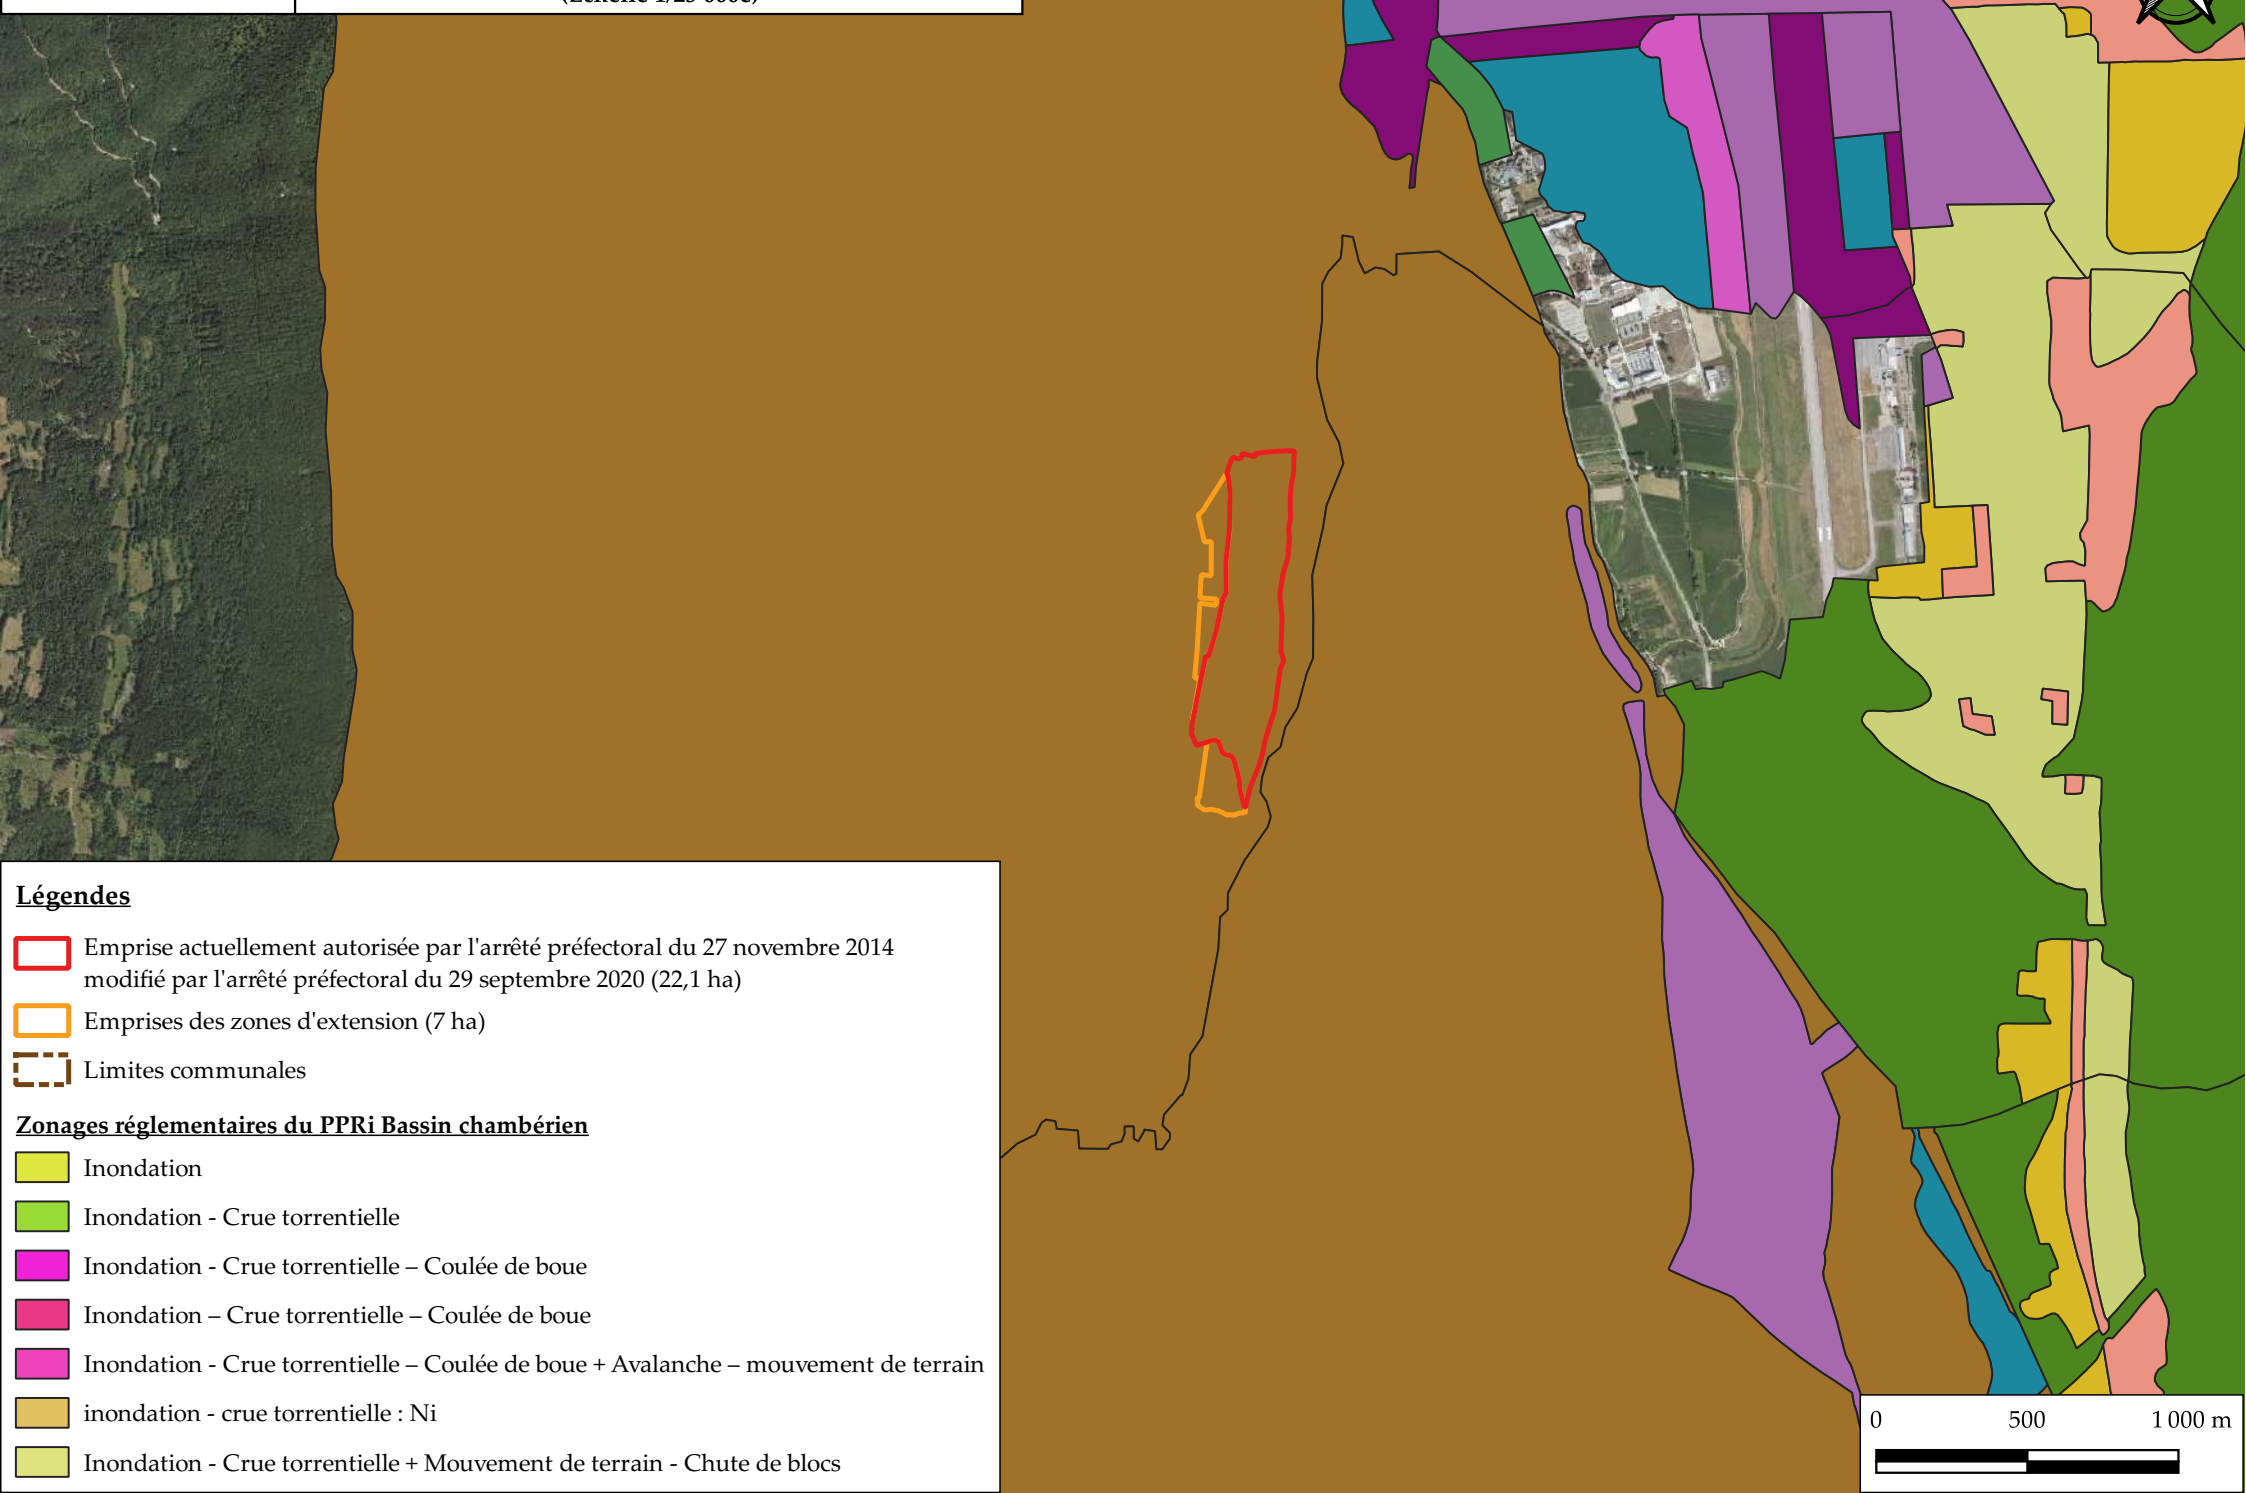 Légendes
Emprise actuellement autorisée par l'arrêté préfectoral du 27 novembre 2014
modifié par l'arrêté préfectoral du 29 septembre 2020 (22,1 ha)
Emprises des zones d'extension (7 ha)
Limites communales
Zonages réglementaires du PPRi Bassin chambérien
Inondation
Inondation - Crue torrentielle
Inondation - Crue torrentielle – Coulée de boue
Inondation – Crue torrentielle – Coulée de boue
Inondation - Crue torrentielle – Coulée de boue + Avalanche – mouvement de terrain
inondation - crue torrentielle : Ni
Inondation - Crue torrentielle + Mouvement de terrain - Chute de blocs
0 500 1 000 m